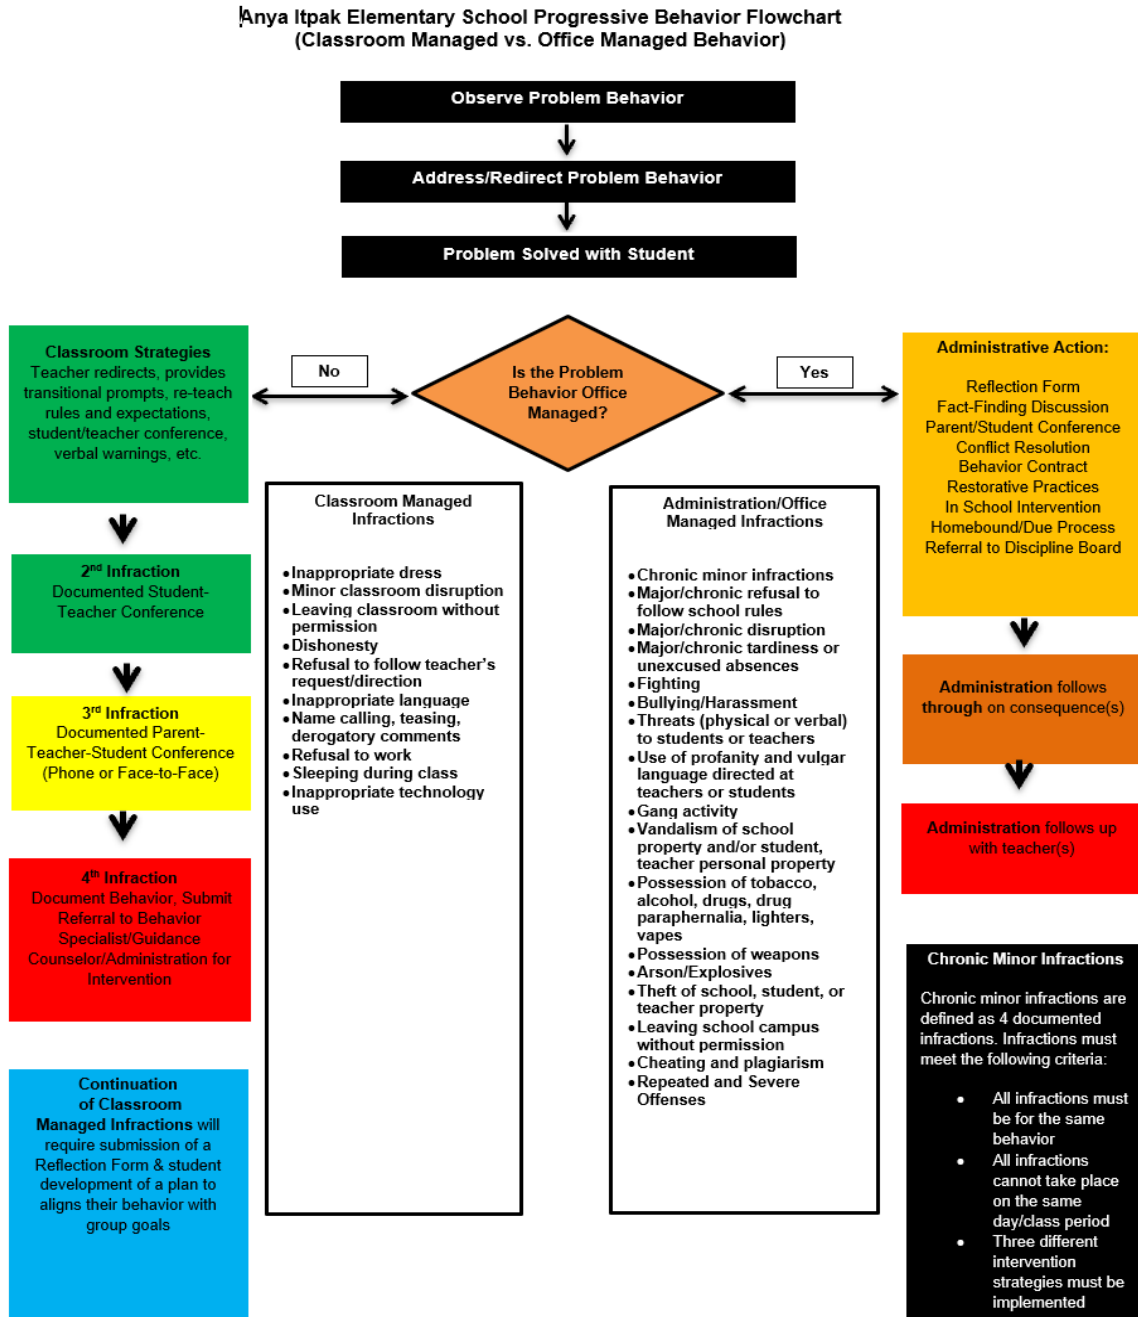 Anya Itpak Elementary School Progressive Behavior Flowchart
(Classroom Managed vs. Office Managed Behavior)
Observe Problem Behavior
Address/Redirect Problem Behavior
Problem Solved with Student
Is the Problem
Behavior Office
Managed?
No
Yes
Classroom Strategies
Teacher redirects, provides
transitional prompts, re-teach
rules and expectations,
student/teacher conference,
verbal warnings, etc.
2nd Infraction
Documented Student-
Teacher Conference
3rd Infraction
Documented Parent-
Teacher-Student Conference
(Phone or Face-to-Face)
4th Infraction
Document Behavior, Submit
Referral to Behavior
Specialist/Guidance
Counselor/Administration for
Intervention
Continuation
of Classroom
Managed Infractions will
require submission of a
Reflection Form & student
development of a plan to
aligns their behavior with
group goals
Classroom Managed
Infractions
•Inappropriate dress
•Minor classroom disruption
•Leaving classroom without
permission
•Dishonesty
•Refusal to follow teacher's
request/direction
•Inappropriate language
•Name calling, teasing,
derogatory comments
•Refusal to work
•Sleeping during class
•Inappropriate technology
use
Administration/Office
Managed Infractions
•Chronic minor infractions
•Major/chronic refusal to
follow school rules
•Major/chronic disruption
•Major/chronic tardiness or
unexcused absences
•Fighting
•Bullying/Harassment
•Threats (physical or verbal)
to students or teachers
•Use of profanity and vulgar
language directed at
teachers or students
•Gang activity
•Vandalism of school
property and/or student,
teacher personal property
•Possession of tobacco,
alcohol, drugs, drug
paraphernalia, lighters,
vapes
•Possession of weapons
•Arson/Explosives
•Theft of school, student, or
teacher property
•Leaving school campus
without permission
•Cheating and plagiarism
•Repeated and Severe
Offenses
Administrative Action:
Reflection Form
Fact-Finding Discussion
Parent/Student Conference
Conflict Resolution
Behavior Contract
Restorative Practices
In School Intervention
Homebound/Due Process
Referral to Discipline Board
Administration follows
through on consequence(s)
Administration follows up
with teacher(s)
Chronic Minor Infractions
Chronic minor infractions are
defined as 4 documented
infractions. Infractions must
meet the following criteria:
• All infractions must
be for the same
behavior
• All infractions
cannot take place
on the same
day/class period
• Three different
intervention
strategies must be
implemented